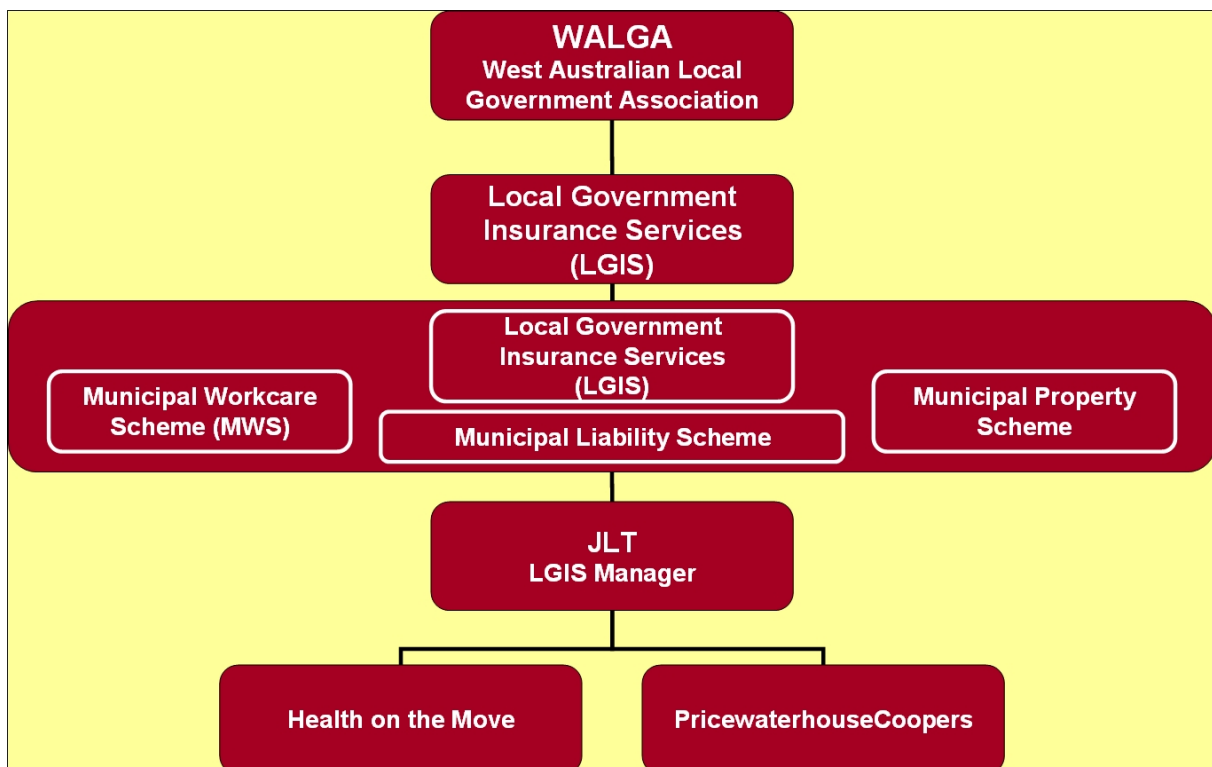 WALGA
West Australian Local
Government Association
Local Government
Insurance Services
(LGIS)
Local Government
Insurance Services
(LGIS)
Municipal Workcare
Scheme (MWS)
Municipal Liability Scheme
Municipal Property
Scheme
JLT
LGIS Manager
Health on the Move
PricewaterhouseCoopers